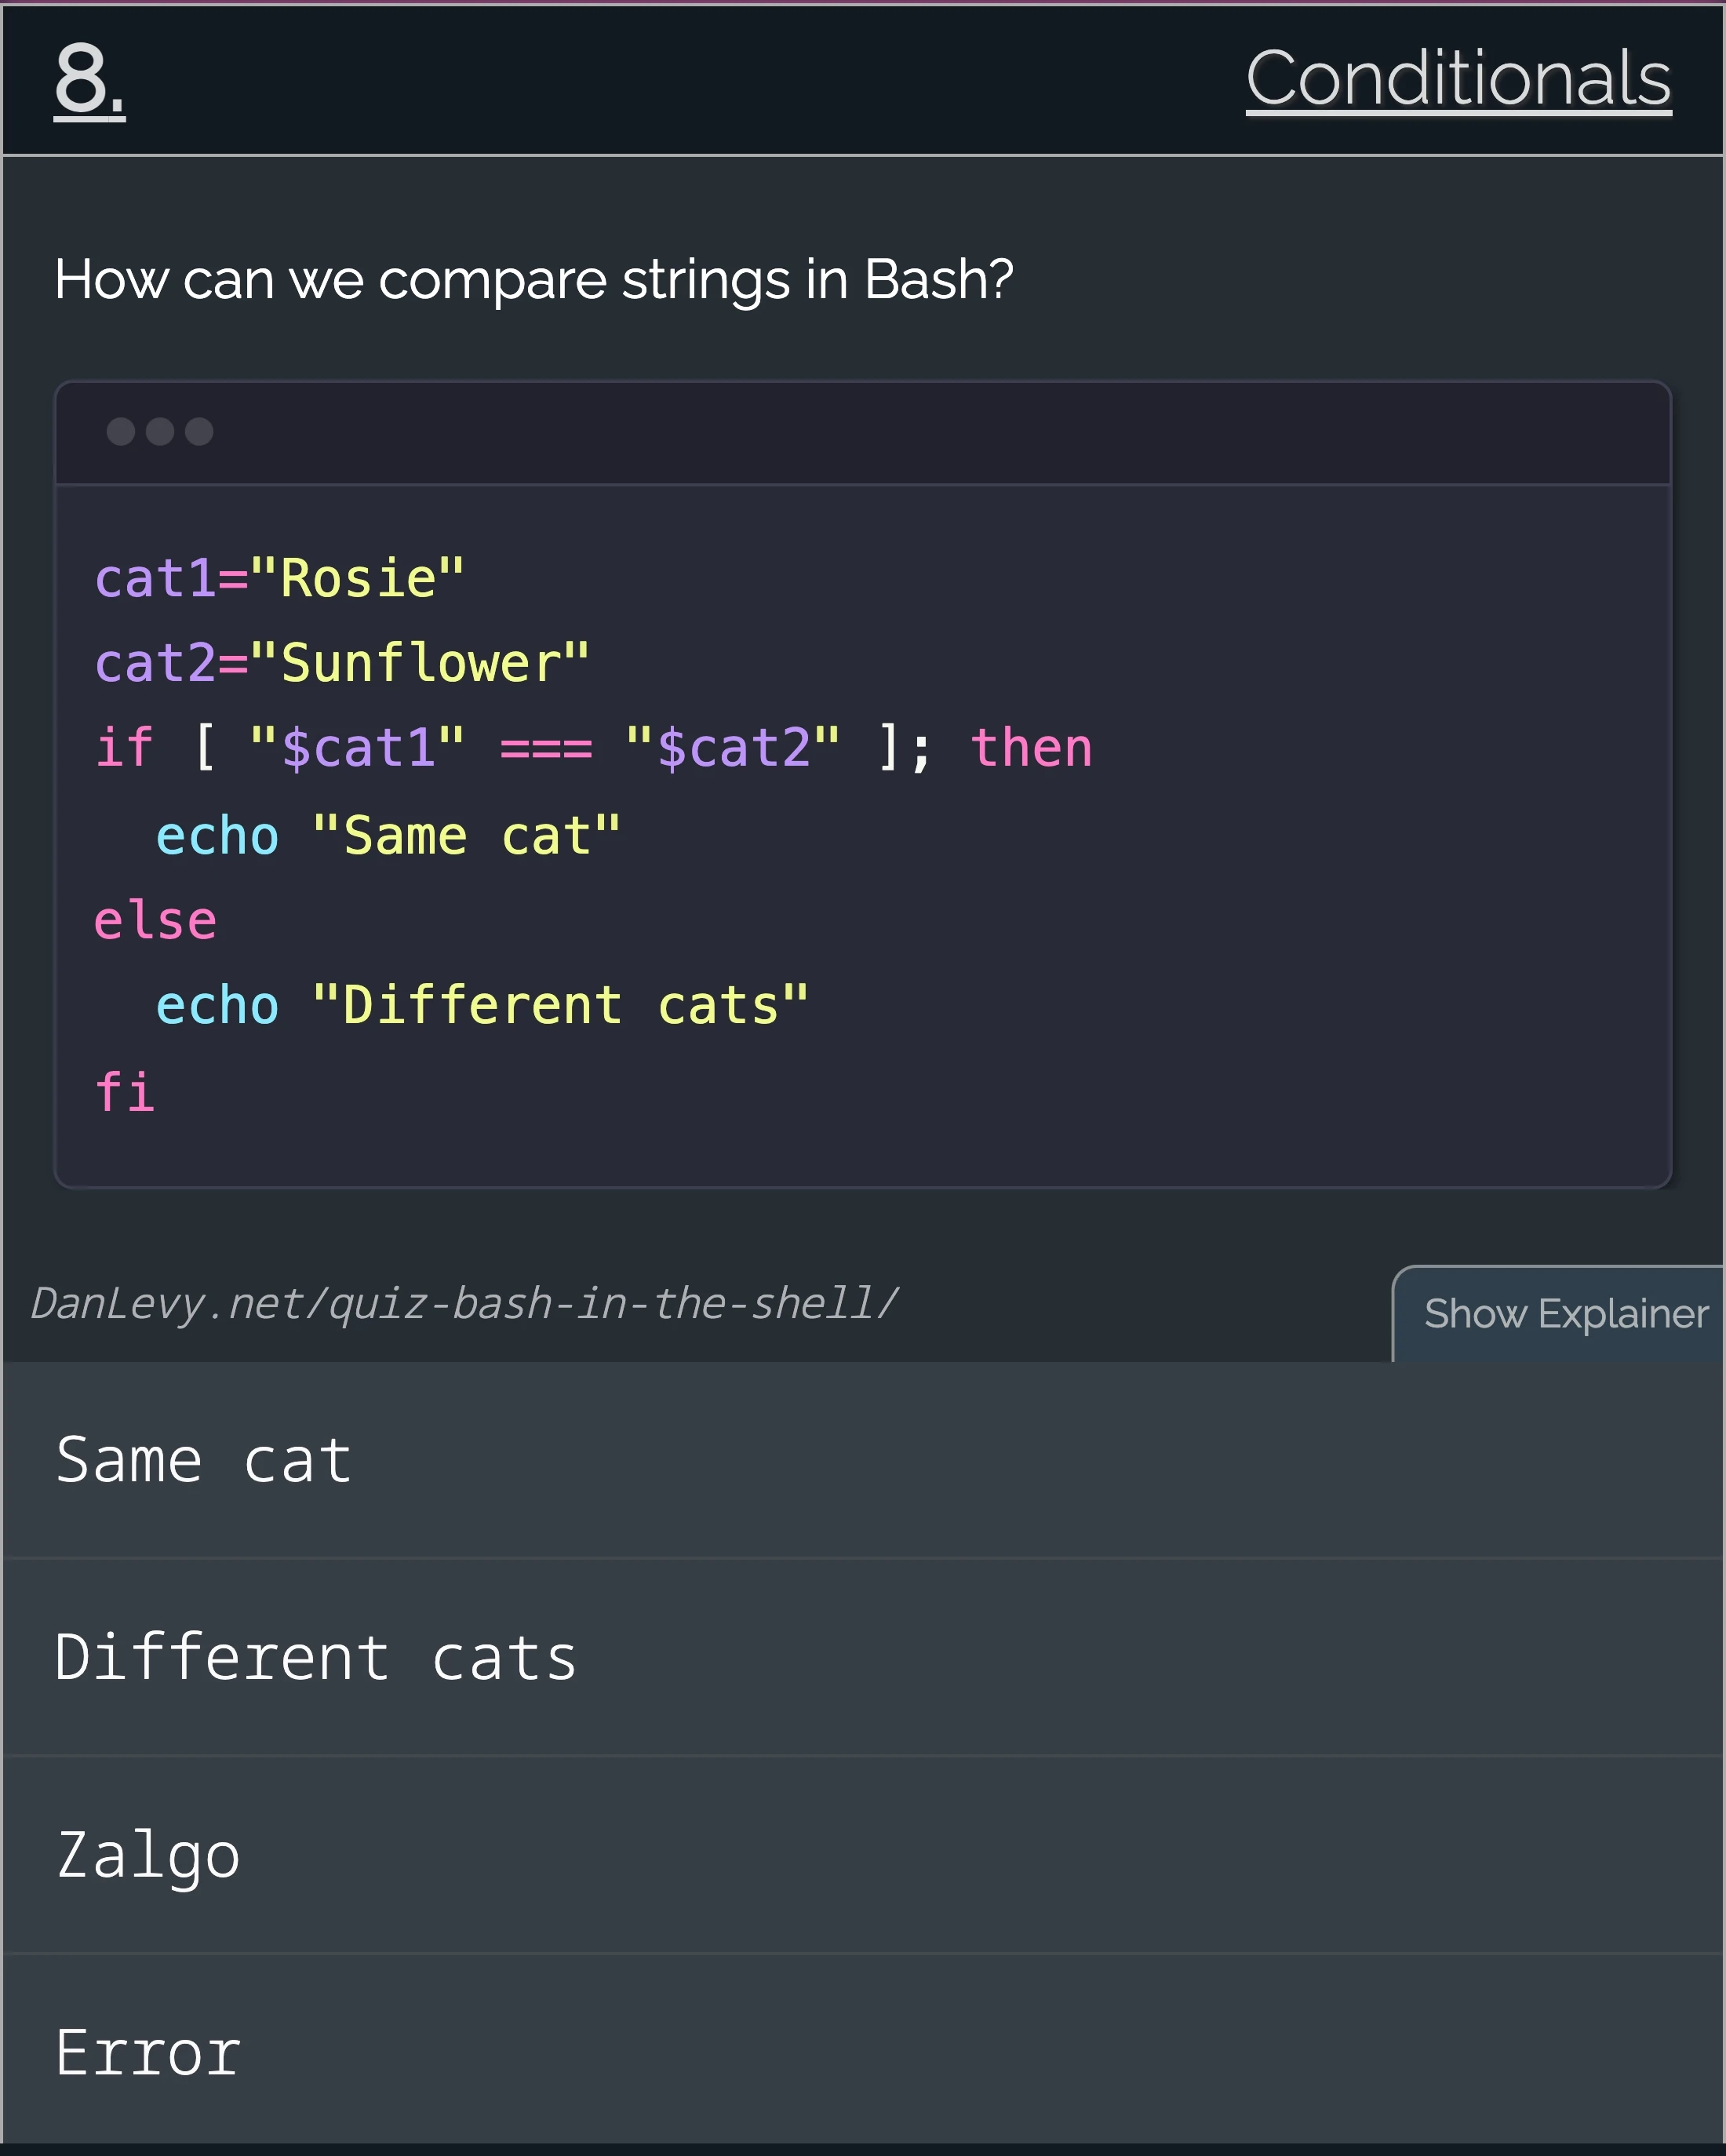 8.
Conditionals
How can we compare strings in Bash?
cat1="Rosie"
cat2="Sunflower"
if [ "$cat1" === "$cat2" ]; then
  echo "Same cat"
else
  echo "Different cats"
fi
DanLevy.net/quiz-bash-in-the-shell/
Show Explainer
Same cat
Different cats
Zalgo
Error